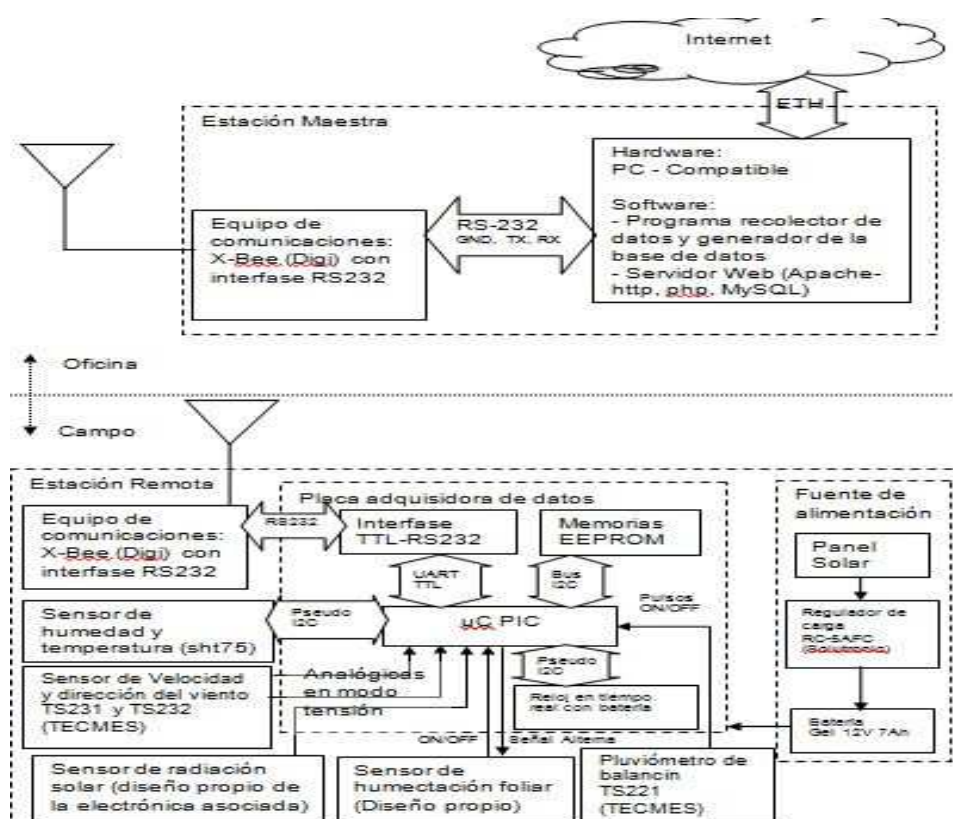 Internet
ETH
Estación Maestra
Hardware:
PC - Compatible
Software:
- Programa recolector de
datos y generador de la
base de datos
- Servidor Web (Apache-
http, php, MySQL)
Equipo de
comunicaciones:
X-Bee (Digi) con
interfase RS232
RS-232
GND, TX, RX
Oficina
Campo
Estación Remota
Equipo de
comunicaciones:
X-Bee (Digi) con
interfase RS232
RS232
Placa adquisidora de datos
Interfase
TTL-RS232
Memorias
EEPROM
UART
TTL
Bus
I2C
Pulsos
ON/OFF
Sensor de
humedad y
temperatura (sht75)
Pseudo
I2C
µC PIC
Pseudo
I2C
Reloj en tiempo
real con batería
Sensor de Velocidad
y dirección del viento
TS231 y TS232
(TECMES)
Analógicas
en modo
tensión
ON/OFF
Señal Alterna
Sensor de radiación
solar (diseño propio de
la electrónica asociada)
Sensor de
humectación foliar
(Diseño propio)
Pluviómetro de
balancín
TS221
(TECMES)
Fuente de
alimentación
Panel
Solar
Regulador de
carga
RC-5AFC
(Solutronic)
Batería
Gel 12V 7Ah